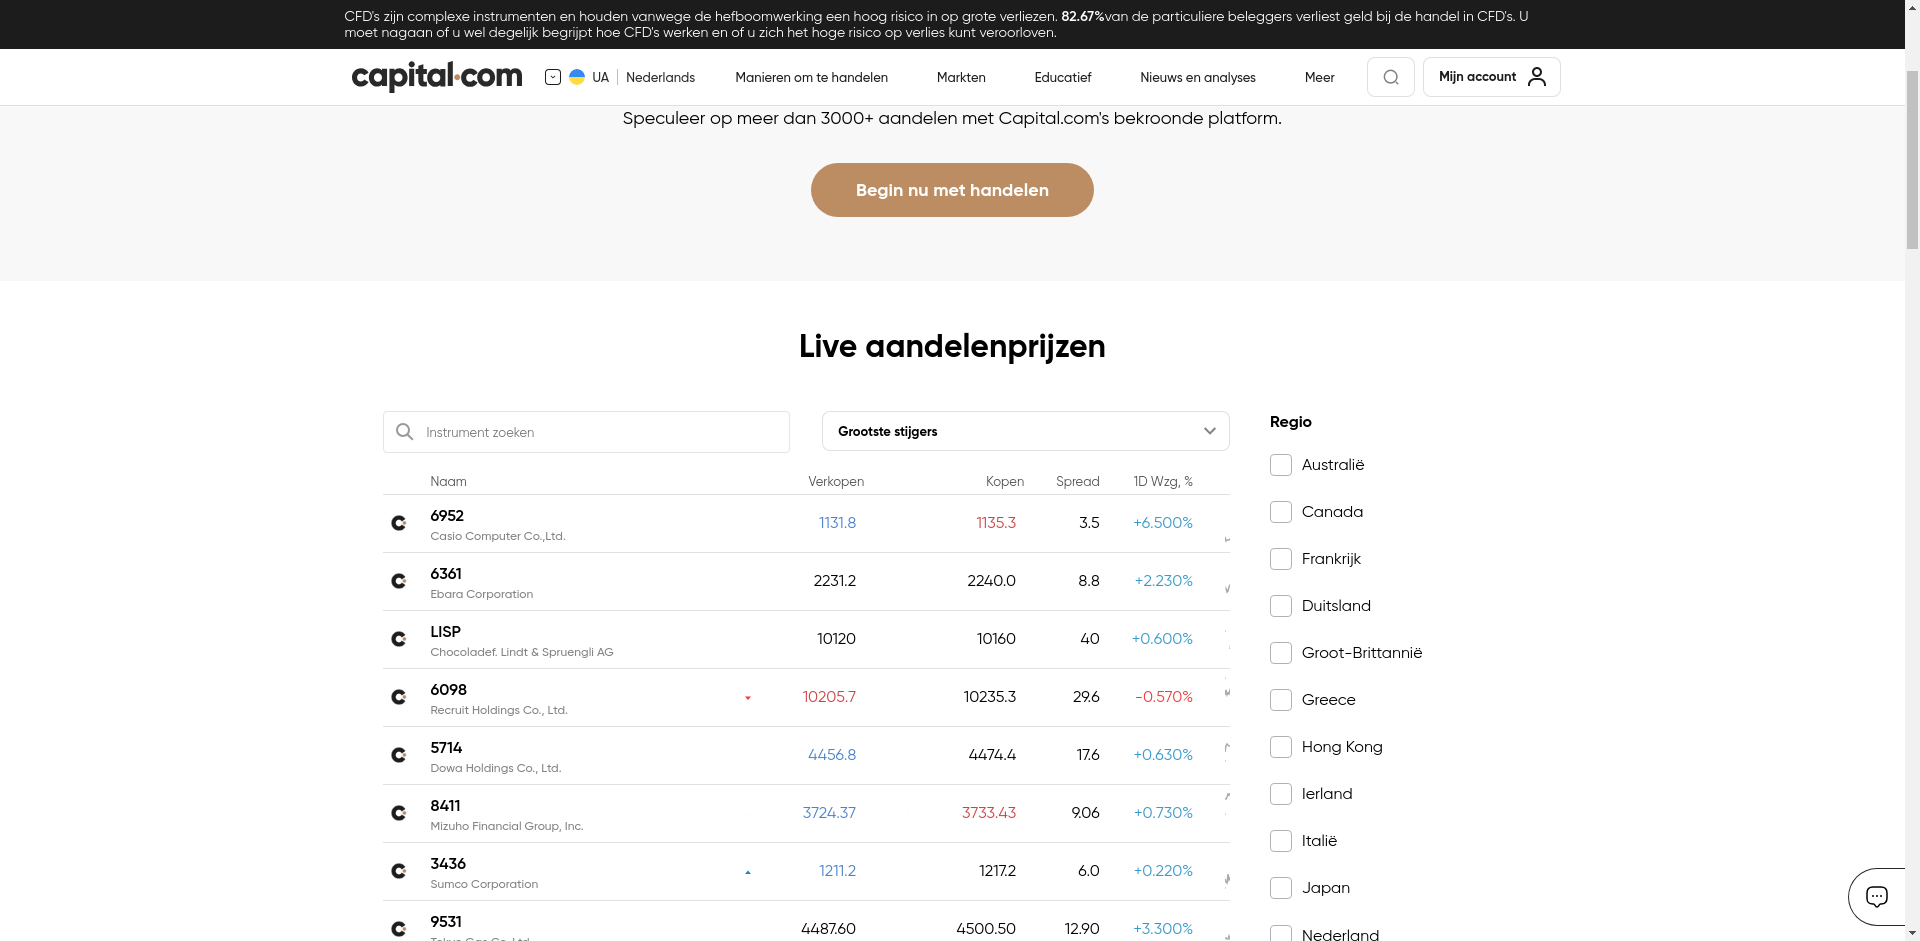 CFD's zijn complexe instrumenten en houden vanwege de hefboomwerking een hoog risico in op grote verliezen. 82.67%van de particuliere beleggers verliest geld bij de handel in CFD's. U
moet nagaan of u wel degelijk begrijpt hoe CFD's werken en of u zich het hoge risico op verlies kunt veroorloven.
capital.com UA Nederlands Manieren om te handelen Markten Educatief Nieuws en analyses Meer Mijn account
Speculeer op meer dan 3000+ aandelen met Capital.com's bekroonde platform.
Begin nu met handelen
Live aandelenprijzen
Instrument zoeken
Grootste stijgers
Naam Verkopen Kopen Spread 1D Wzg, %
6952 1131.8 1135.3 3.5 +6.500%
Casio Computer Co.,Ltd.
6361 2231.2 2240.0 8.8 +2.230%
Ebara Corporation
LISP 10120 10160 40 +0.600%
Chocoladef. Lindt & Spruengli AG
6098 10205.7 10235.3 29.6 -0.570%
Recruit Holdings Co., Ltd.
5714 4456.8 4474.4 17.6 +0.630%
Dowa Holdings Co., Ltd.
8411 3724.37 3733.43 9.06 +0.730%
Mizuho Financial Group, Inc.
3436 1211.2 1217.2 6.0 +0.220%
Sumco Corporation
9531 4487.60 4500.50 12.90 +3.300%
Regio
Australië
Canada
Frankrijk
Duitsland
Groot-Brittannië
Greece
Hong Kong
Ierland
Italië
Japan
Nederland